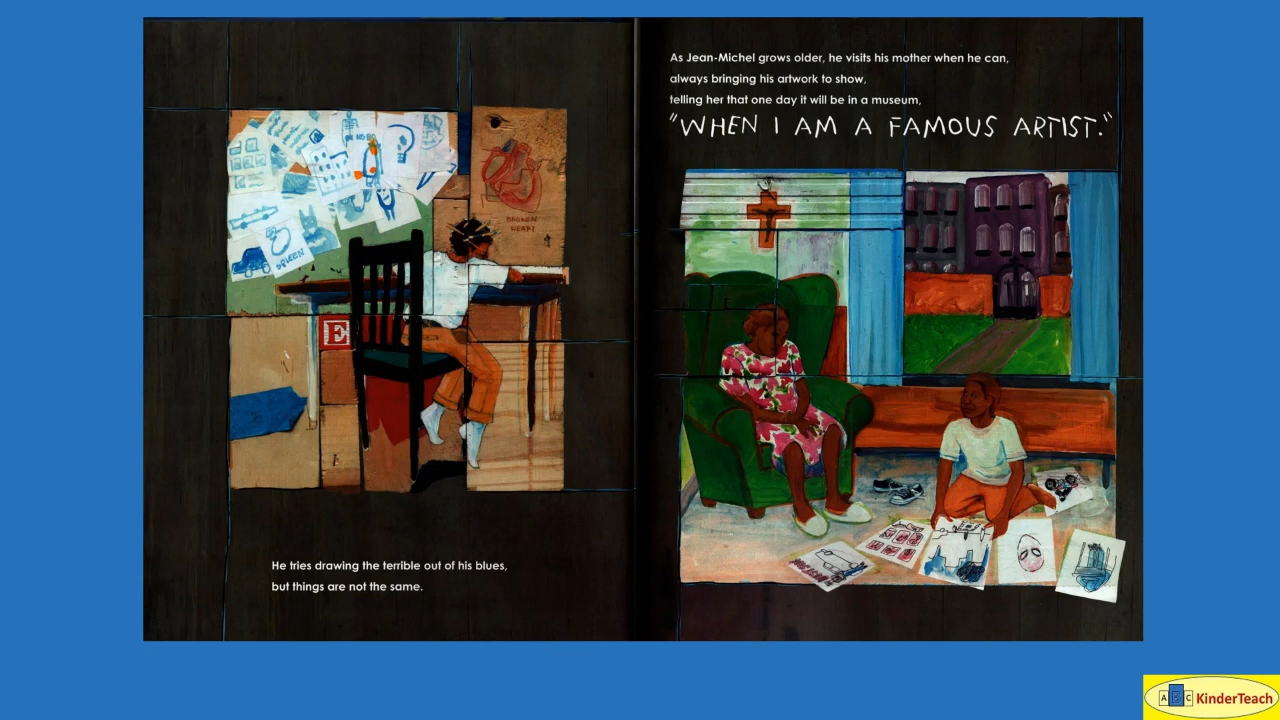 He tries drawing the terrible out of his blues,
but things are not the same.
BROKEN
HEART
SPLEEN
E
As Jean-Michel grows older, he visits his mother when he can,
always bringing his artwork to show,
telling her that one day it will be in a museum,
"WHEN I AM A FAMOUS ARTIST."
A B C KinderTeach